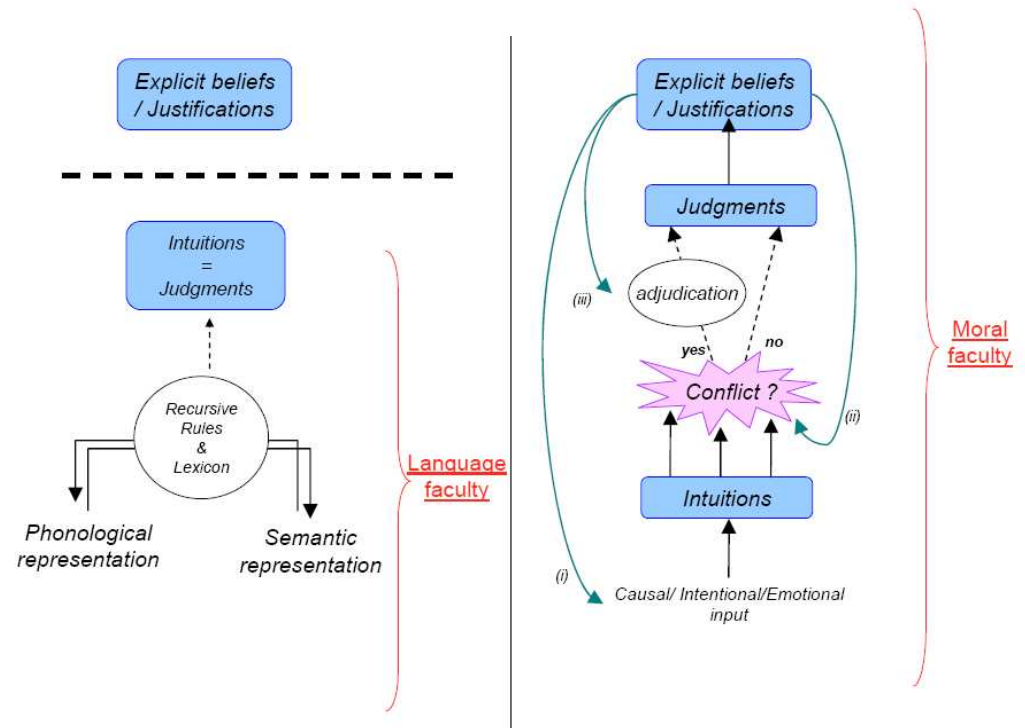 Explicit beliefs
/ Justifications
Intuitions
=
Judgments
Recursive
Rules
&
Lexicon
Phonological
representation
Semantic
representation
Language
faculty
Explicit beliefs
/ Justifications
Judgments
adjudication
(iii)
yes
no
Conflict ?
(ii)
Intuitions
(i)
Causal/ Intentional/Emotional
input
Moral
faculty